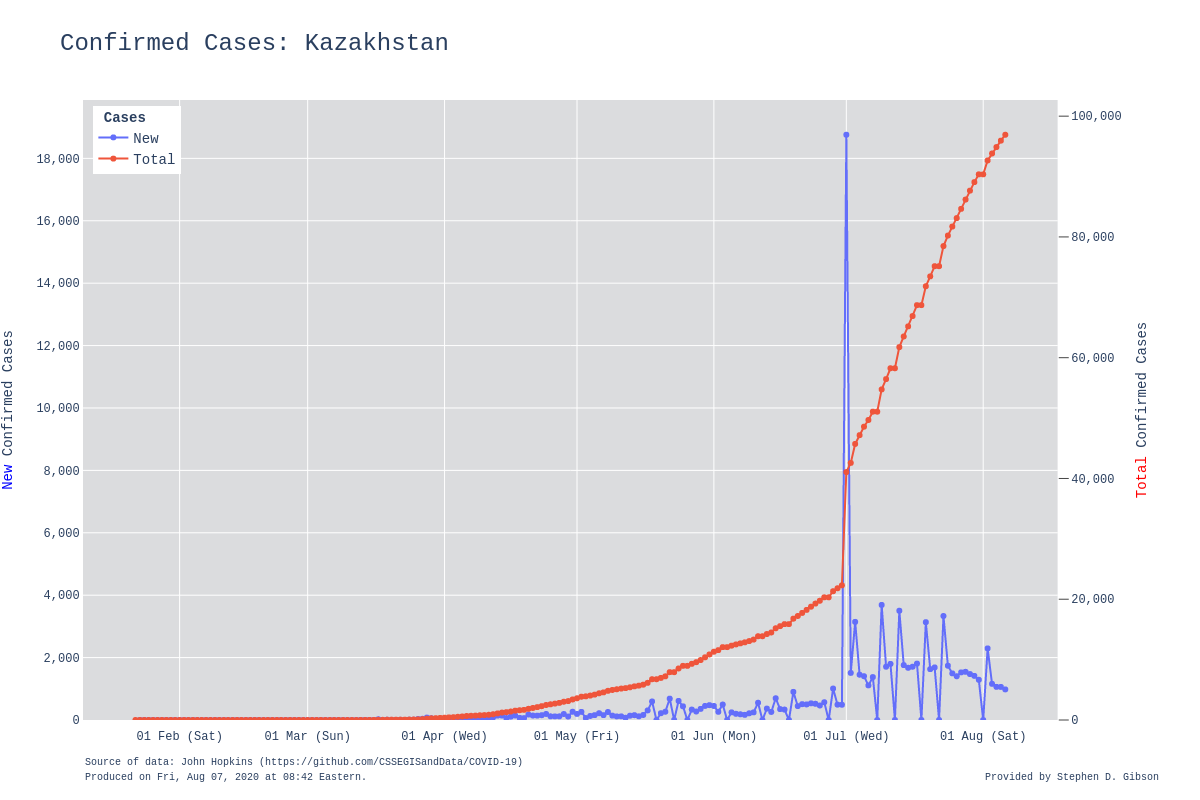 Confirmed Cases: Kazakhstan
Cases
New
Total
18,000
16,000
14,000
12,000
10,000
8,000
6,000
4,000
2,000
0
New Confirmed Cases
100,000
80,000
60,000
40,000
20,000
0
Total Confirmed Cases
01 Feb (Sat)
01 Mar (Sun)
01 Apr (Wed)
01 May (Fri)
01 Jun (Mon)
01 Jul (Wed)
01 Aug (Sat)
Source of data: John Hopkins (https://github.com/CSSEGISandData/COVID-19)
Produced on Fri, Aug 07, 2020 at 08:42 Eastern.
Provided by Stephen D. Gibson